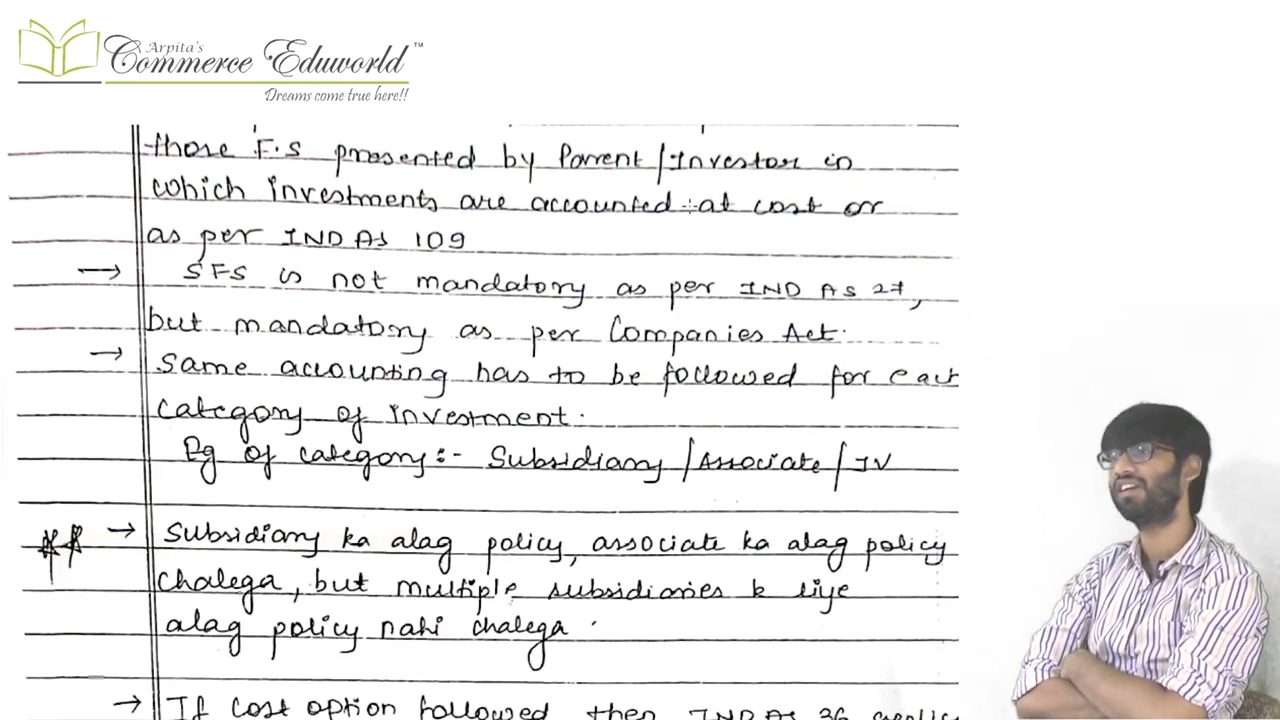 Arpita's
Commerce Eduworld™
Dreams come true here!!
those F.S presented by Parent/Investor in
which investments are accounted at cost or
as per IND AS 109
→ SFS is not mandatory as per IND AS 27,
but mandatory as per Companies Act.
→ Same accounting has to be followed for each
category of investment.
Eg of category:- Subsidiary/Associate/JV
** → Subsidiary ka alag policy, associate ka alag policy
chalega, but multiple subsidiaries k liye
alag policy nahi chalega.
→ If cost option followed then IND AS 36